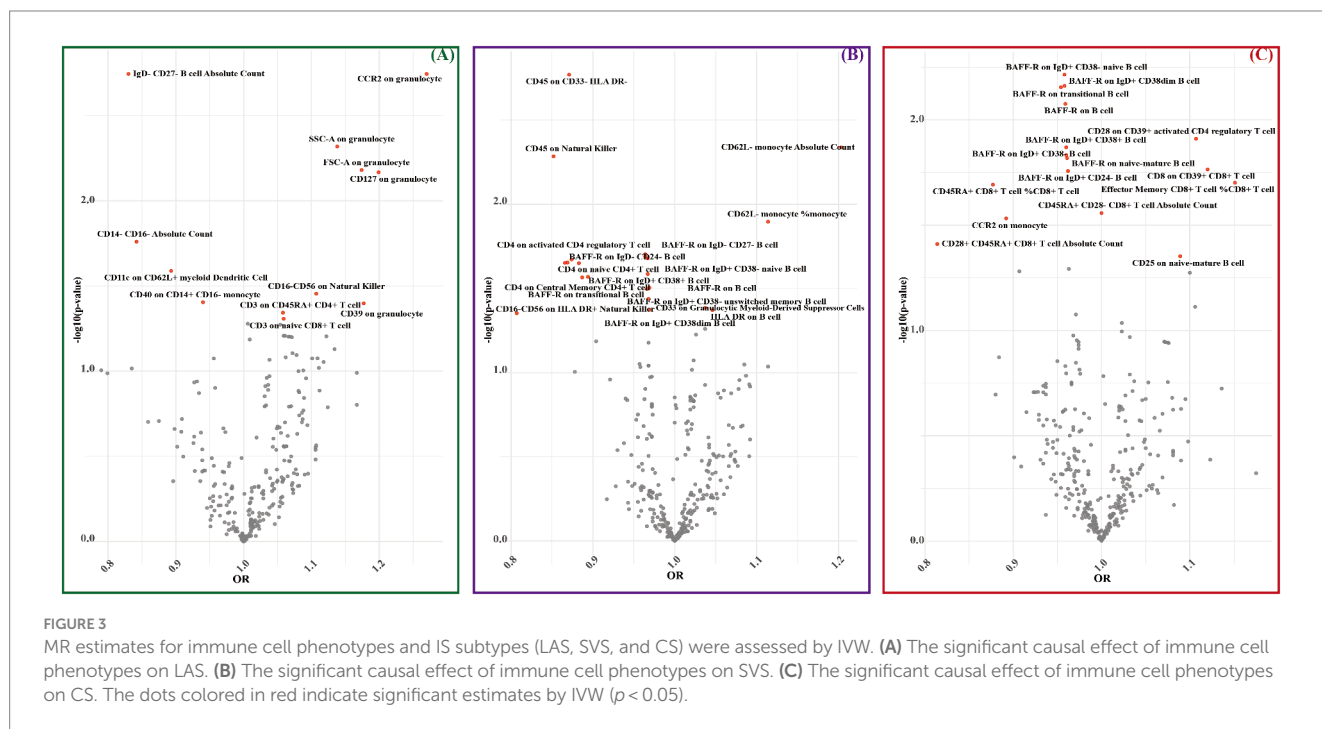 (A)
IgD- CD27- B cell Absolute Count
CCR2 on granulocyte
SSC-A on granulocyte
FSC-A on granulocyte
CD127 on granulocyte
2.0
CD14- CD16- Absolute Count
CD11c on CD62L+ myeloid Dendritic Cell
CD16-CD56 on Natural Killer
CD40 on CD14+ CD16- monocyte
CD3 on CD45RA+ CD4+ T cell
CD39 on granulocyte
CD3 on naive CD8+ T cell
-log10(p-value)
1.0
0.0
0.8
0.9
1.0
1.1
1.2
OR
(B)
CD45 on CD33- HLA DR-
CD45 on Natural Killer
CD62L- monocyte Absolute Count
2.0
CD62L- monocyte %monocyte
CD4 on activated CD4 regulatory T cell
BAFF-R on IgD- CD27- B cell
BAFF-R on IgD- CD24- B cell
CD4 on naive CD4+ T cell
BAFF-R on IgD+ CD38- naive B cell
BAFF-R on IgD+ CD38+ B cell
CD4 on Central Memory CD4+ T cell
BAFF-R on B cell
BAFF-R on transitional B cell
BAFF-R on IgD+ CD38- unswitched memory B cell
CD16-CD56 on HLA DR+ Natural Killer
CD33 on Granulocytic Myeloid-Derived Suppressor Cells
HLA DR on B cell
BAFF-R on IgD+ CD38dim B cell
-log10(p-value)
1.0
0.0
0.8
0.9
1.0
1.1
1.2
OR
(C)
BAFF-R on IgD+ CD38- naive B cell
BAFF-R on IgD+ CD38dim B cell
BAFF-R on transitional B cell
BAFF-R on B cell
2.0
CD28 on CD39+ activated CD4 regulatory T cell
BAFF-R on IgD+ CD38+ B cell
BAFF-R on IgD+ CD38- B cell
BAFF-R on naive-mature B cell
BAFF-R on IgD+ CD24- B cell
CD8 on CD39+ CD8+ T cell
CD45RA+ CD8+ T cell %CD8+ T cell
Effector Memory CD8+ T cell %CD8+ T cell
CD45RA+ CD28- CD8+ T cell Absolute Count
CCR2 on monocyte
CD28+ CD45RA+ CD8+ T cell Absolute Count
CD25 on naive-mature B cell
-log10(p-value)
1.0
0.0
0.8
0.9
1.0
1.1
OR
FIGURE 3
MR estimates for immune cell phenotypes and IS subtypes (LAS, SVS, and CS) were assessed by IVW. (A) The significant causal effect of immune cell
phenotypes on LAS. (B) The significant causal effect of immune cell phenotypes on SVS. (C) The significant causal effect of immune cell phenotypes
on CS. The dots colored in red indicate significant estimates by IVW (p < 0.05).